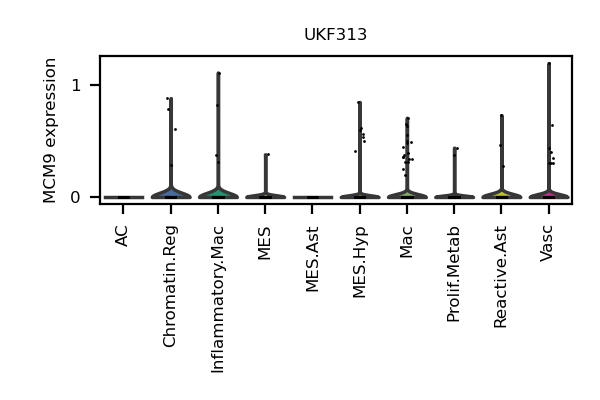 UKF313
MCM9 expression
1
0
AC
Chromatin.Reg
Inflammatory.Mac
MES
MES.Ast
MES.Hyp
Mac
Prolif.Metab
Reactive.Ast
Vasc